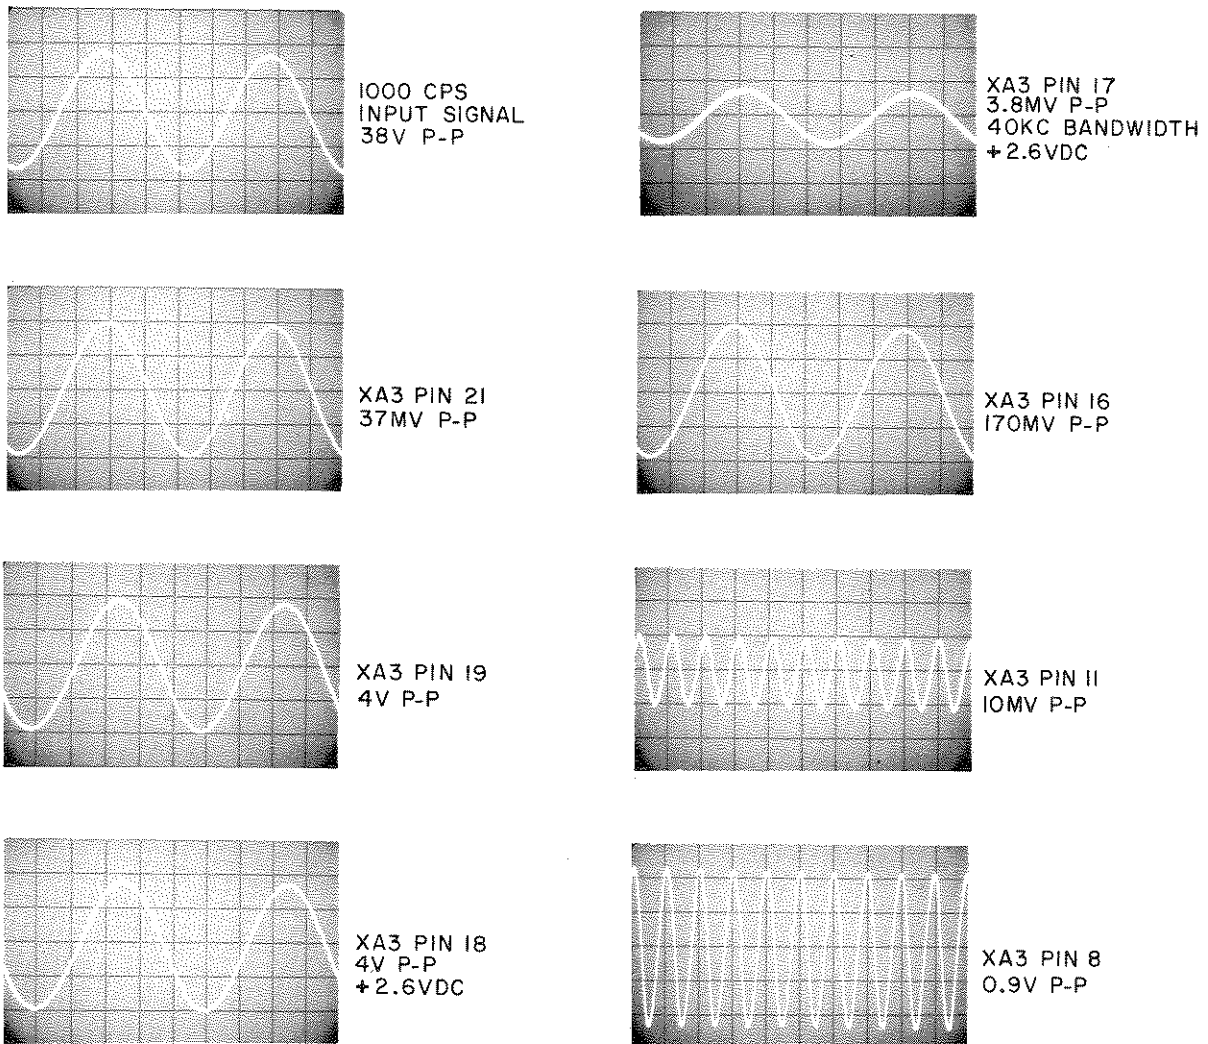 1000 CPS
INPUT SIGNAL
38V P-P
XA3 PIN 21
37MV P-P
XA3 PIN 19
4V P-P
XA3 PIN 18
4V P-P
+2.6VDC
XA3 PIN 17
3.8MV P-P
40KC BANDWIDTH
+2.6VDC
XA3 PIN 16
170MV P-P
XA3 PIN 11
10MV P-P
XA3 PIN 8
0.9V P-P